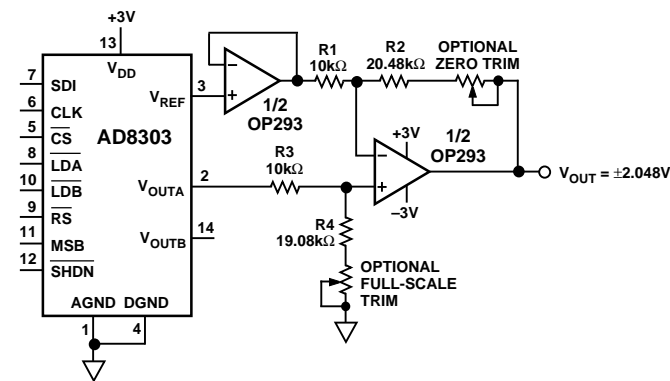 +3V
13
VDD
7
SDI
6
CLK
5
CS
8
LDA
10
LDB
9
RS
11
MSB
12
SHDN
AD8303
VREF
3
VOUTA
2
VOUTB
14
AGND
DGND
1
4
1/2
OP293
R1
10kΩ
R2
20.48kΩ
OPTIONAL
ZERO TRIM
R3
10kΩ
+3V
1/2
OP293
–3V
VOUT = ±2.048V
R4
19.08kΩ
OPTIONAL
FULL-SCALE
TRIM